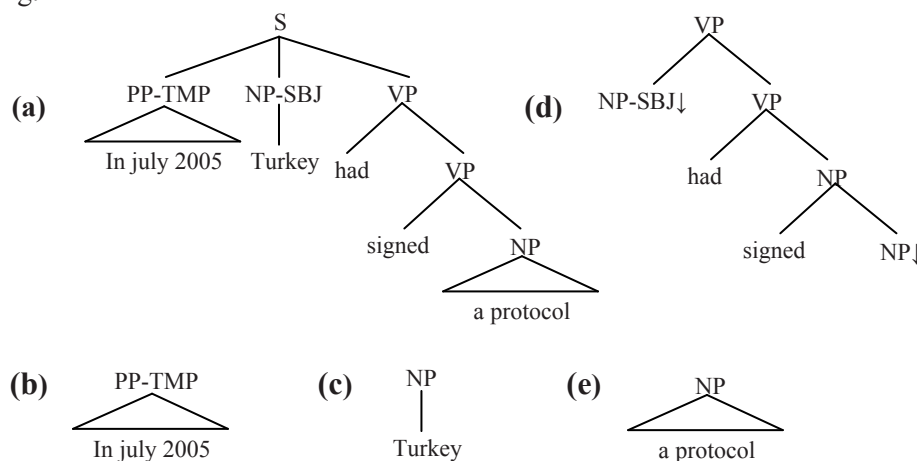 S
VP
(a)
PP-TMP
NP-SBJ
VP
(d)
NP-SBJ↓
VP
In july 2005
Turkey
had
VP
had
NP
signed
NP
signed
NP↓
a protocol
(b)
PP-TMP
(c)
NP
(e)
NP
In july 2005
Turkey
a protocol